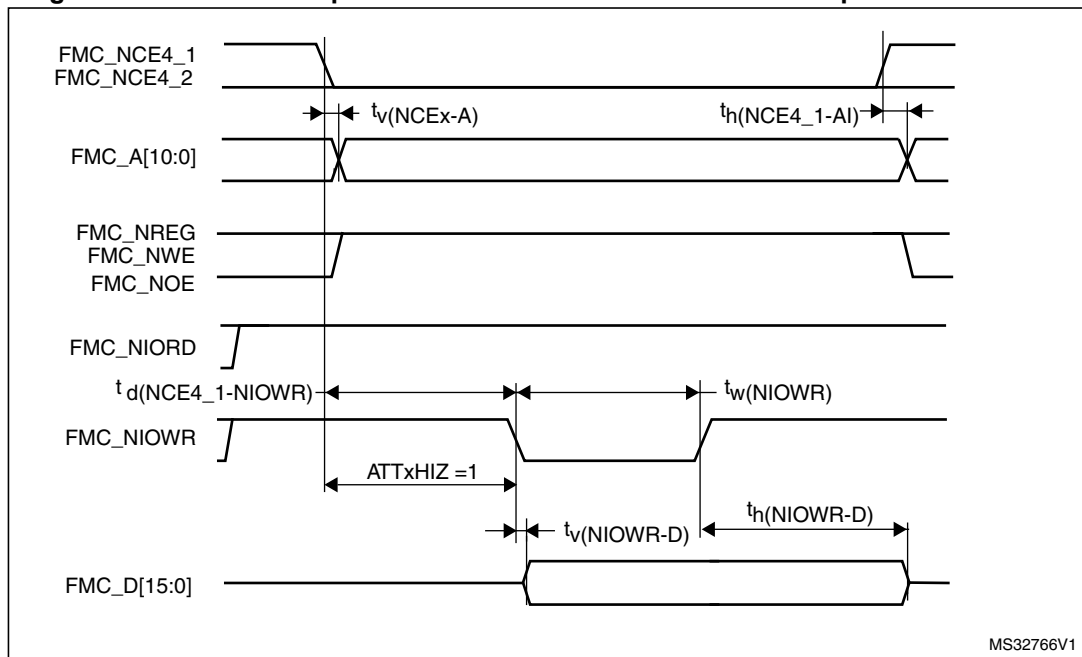 FMC_NCE4_1
FMC_NCE4_2
tv(NCEx-A)
th(NCE4_1-AI)
FMC_A[10:0]
FMC_NREG
FMC_NWE
FMC_NOE
FMC_NIORD
t d(NCE4_1-NIOWR)
tw(NIOWR)
FMC_NIOWR
ATTxHIZ =1
th(NIOWR-D)
tv(NIOWR-D)
FMC_D[15:0]
MS32766V1